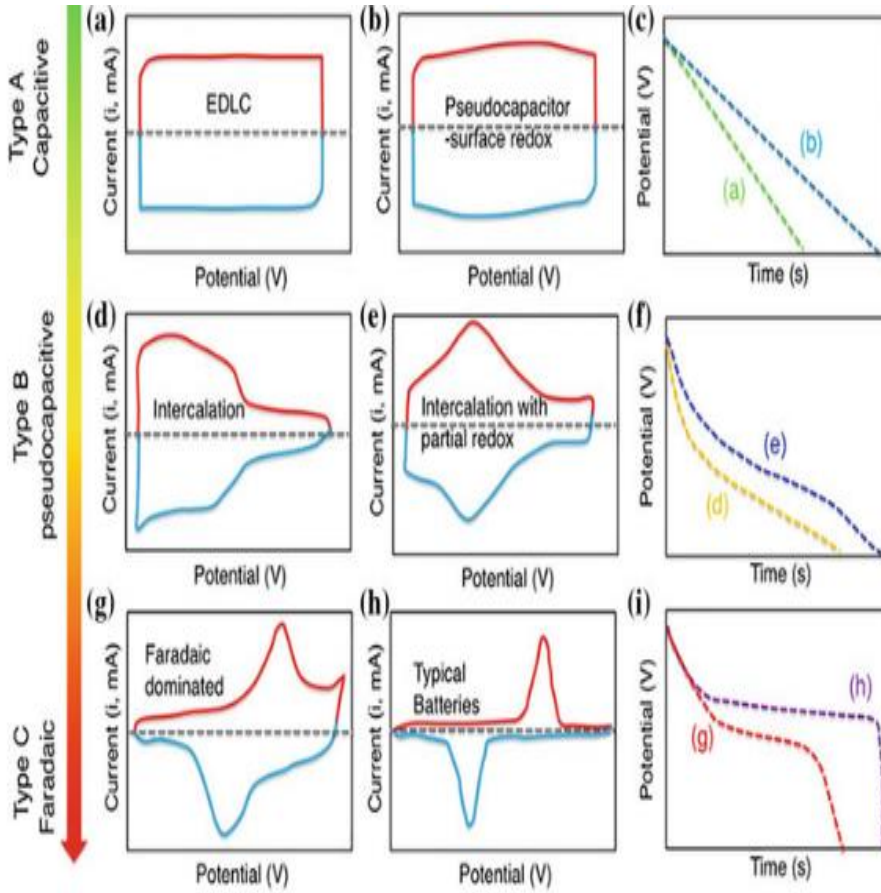 Type A
Capacitive
(a)
Current (i, mA)
EDLC
Potential (V)
(b)
Current (i, mA)
Pseudocapacitor
-surface redox
Potential (V)
(c)
Potential (V)
(b)
(a)
Time (s)
Type B
pseudocapacitive
(d)
Current (i, mA)
Intercalation
Potential (V)
(e)
Current (i, mA)
Intercalation with
partial redox
Potential (V)
(f)
Potential (V)
(e)
(d)
Time (s)
Type C
Faradaic
(g)
Current (i, mA)
Faradaic
dominated
Potential (V)
(h)
Current (i, mA)
Typical
Batteries
Potential (V)
(i)
Potential (V)
(h)
(g)
Time (s)